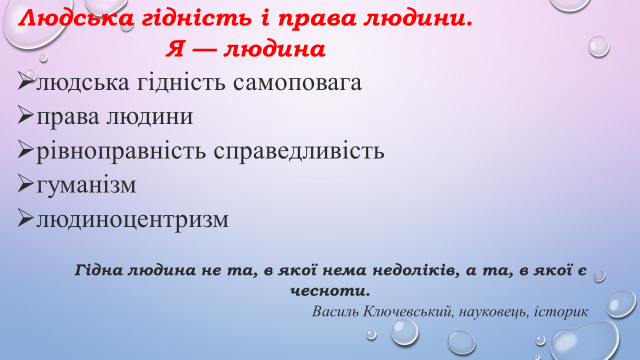 Людська гідність і права людини.
Я — людина
людська гідність самоповага
права людини
рівноправність справедливість
гуманізм
людиноцентризм
Гідна людина не та, в якої нема недоліків, а та, в якої є
чесноти.
Василь Ключевський, науковець, історик